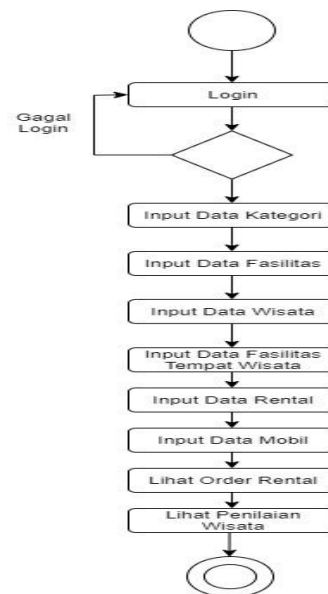 Login
Gagal
Login
Input Data Kategori
Input Data Fasilitas
Input Data Wisata
Input Data Fasilitas
Tempat Wisata
Input Data Rental
Input Data Mobil
Lihat Order Rental
Lihat Penilaian
Wisata